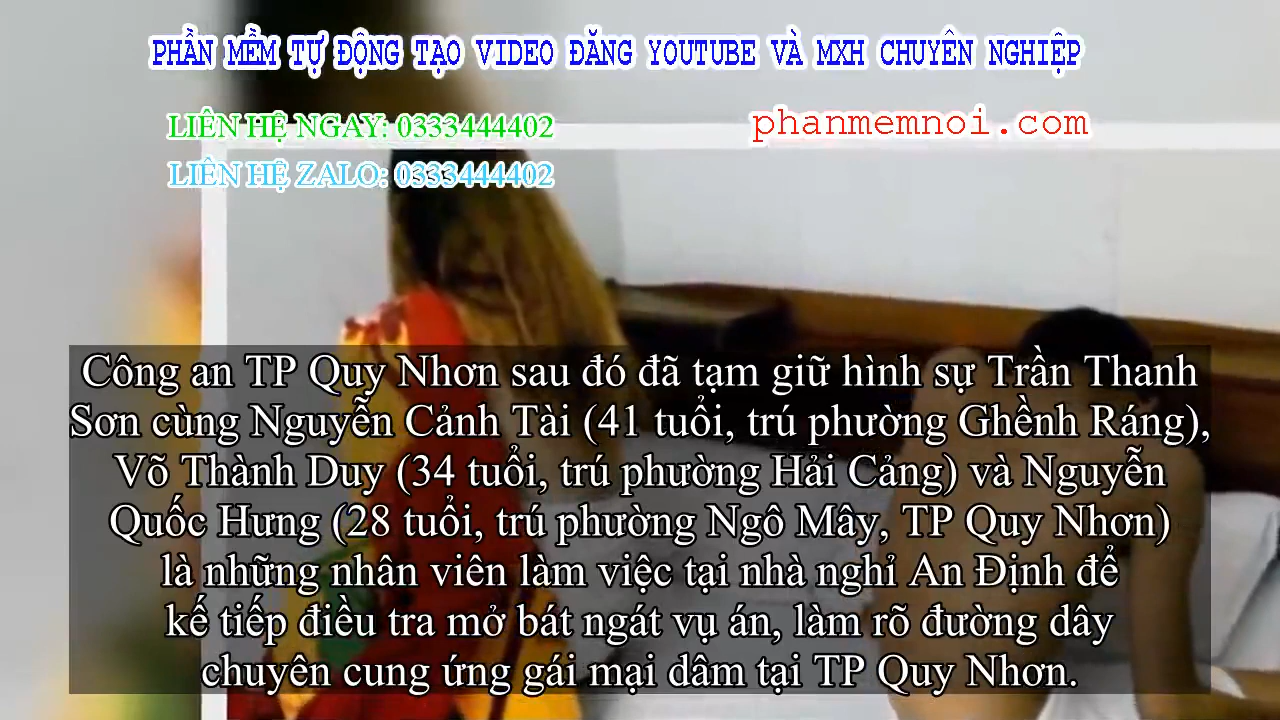 PHẦN MỀM TỰ ĐỘNG TẠO VIDEO ĐĂNG YOUTUBE VÀ MXH CHUYÊN NGHIỆP
LIÊN HỆ NGAY: 0333444402
phanmemnoi.com
LIÊN HỆ ZALO: 0333444402
Công an TP Quy Nhơn sau đó đã tạm giữ hình sự Trần Thanh
Sơn cùng Nguyễn Cảnh Tài (41 tuổi, trú phường Ghềnh Ráng),
Võ Thành Duy (34 tuổi, trú phường Hải Cảng) và Nguyễn
Quốc Hưng (28 tuổi, trú phường Ngô Mây, TP Quy Nhơn)
là những nhân viên làm việc tại nhà nghỉ An Định để
kế tiếp điều tra mở bát ngát vụ án, làm rõ đường dây
chuyên cung ứng gái mại dâm tại TP Quy Nhơn.